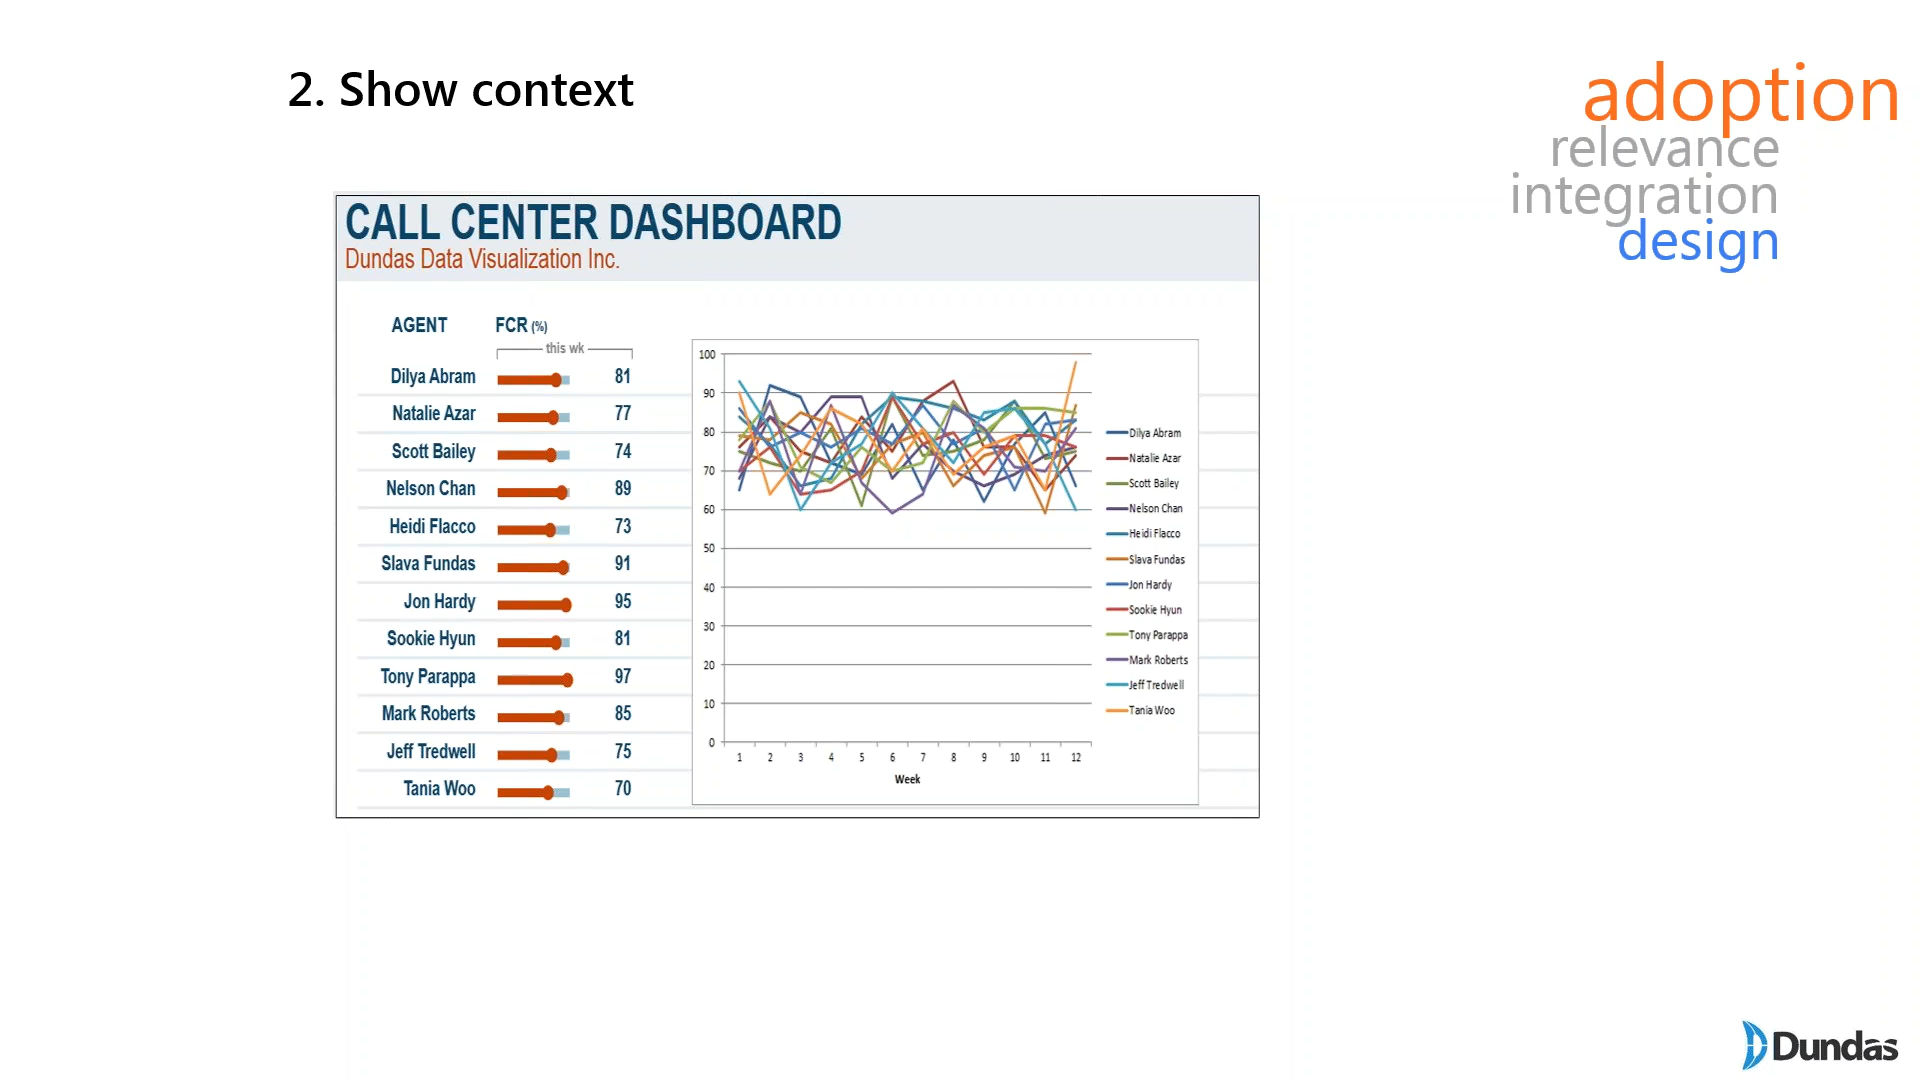 2. Show context
adoption
relevance
integration
design
CALL CENTER DASHBOARD
Dundas Data Visualization Inc.
AGENT FCR (%)
this wk
Dilya Abram 81
Natalie Azar 77
Scott Bailey 74
Nelson Chan 89
Heidi Flacco 73
Slava Fundas 91
Jon Hardy 95
Sookie Hyun 81
Tony Parappa 97
Mark Roberts 85
Jeff Tredwell 75
Tania Woo 70
100
90
80
70
60
50
40
30
20
10
0
1 2 3 4 5 6 7 8 9 10 11 12
Week
Dilya Abram
Natalie Azar
Scott Bailey
Nelson Chan
Heidi Flacco
Slava Fundas
Jon Hardy
Sookie Hyun
Tony Parappa
Mark Roberts
Jeff Tredwell
Tania Woo
Dundas